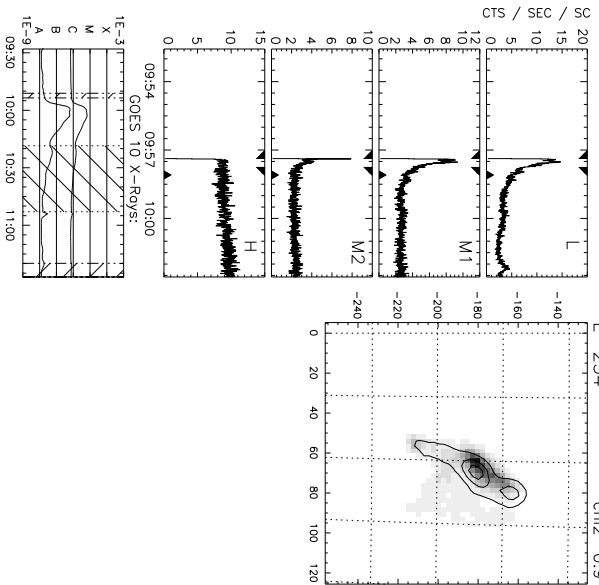 CTS / SEC / SC
0 5 10 15 20
L
0 2 4 6 8 10
M1
0 2 4 6 8 10
M2
0 5 10 15
H
09:54 09:57 10:00
GOES 10 X-Rays:
1E-9 A B C M X 1E-3
09:30 10:00 10:30 11:00
-240 -220 -200 -180 -160 -140
0 20 40 60 80 100 120